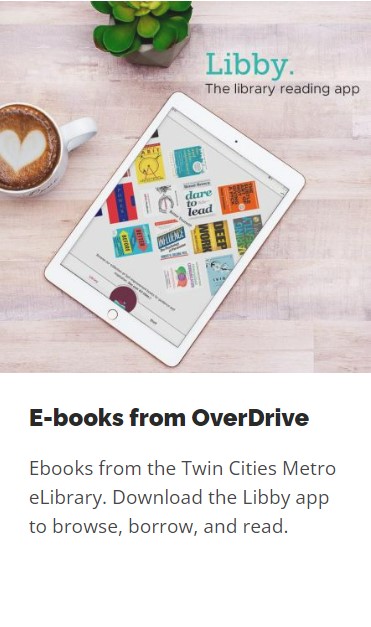 Libby.
The library reading app
dare
to
lead
INFLUENCE
E-books from OverDrive
Ebooks from the Twin Cities Metro
eLibrary. Download the Libby app
to browse, borrow, and read.